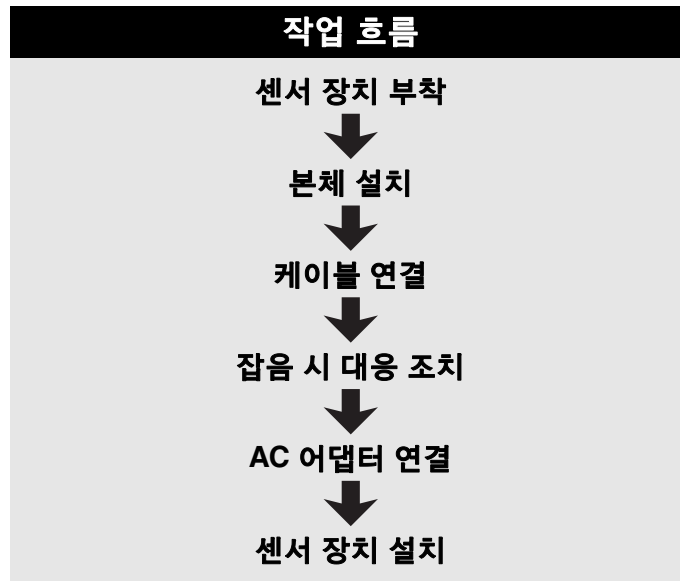 작업 흐름
센서 장치 부착
본체 설치
케이블 연결
잡음 시 대응 조치
AC 어댑터 연결
센서 장치 설치